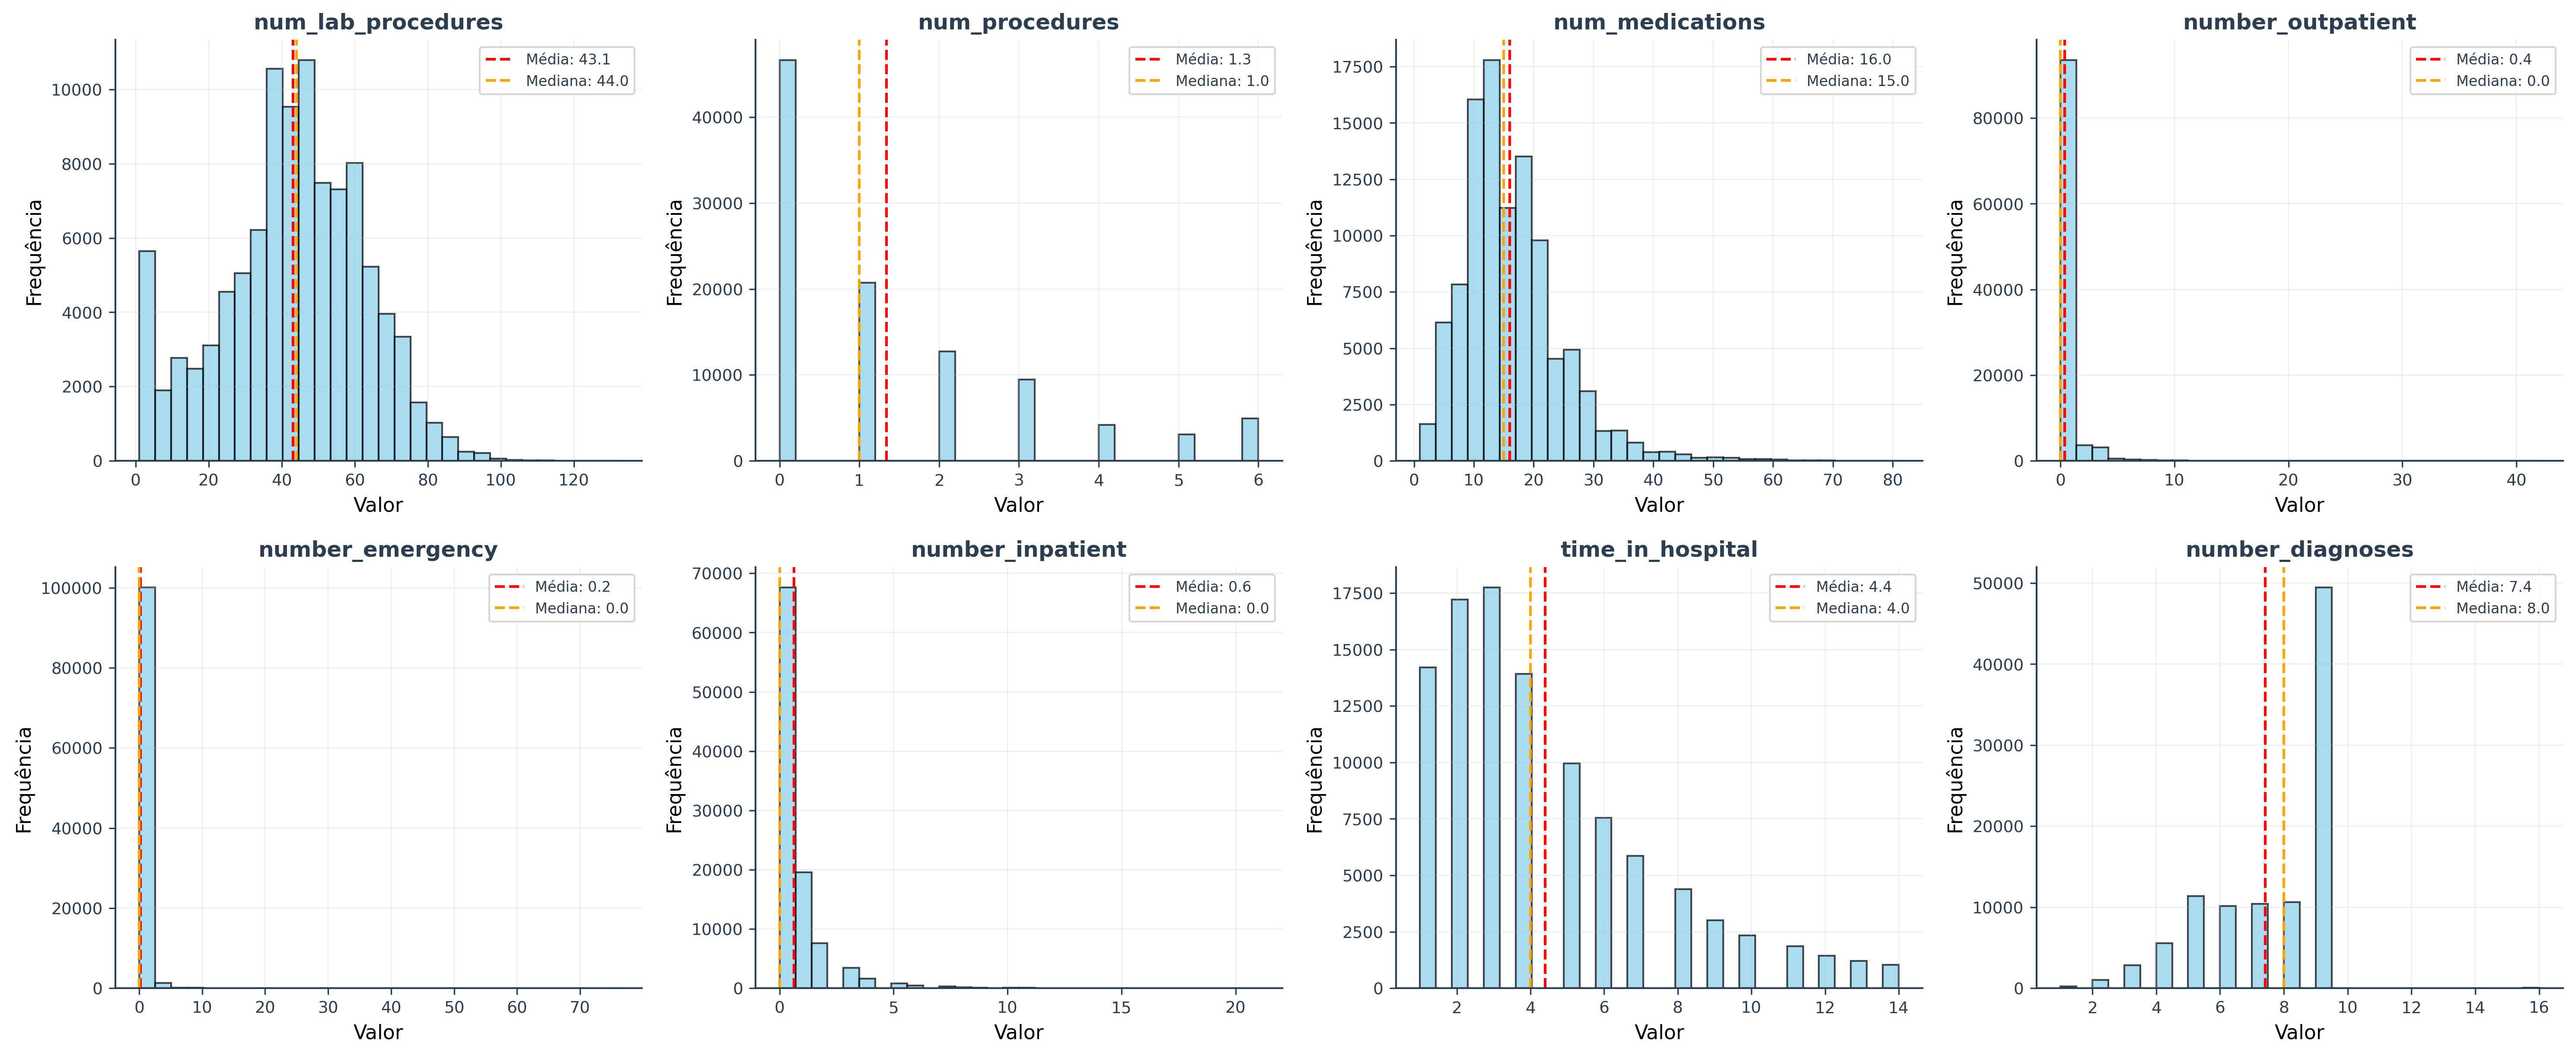 num_lab_procedures
Média: 43.1
Mediana: 44.0
Frequência
10000
8000
6000
4000
2000
0
0 20 40 60 80 100 120
Valor
num_procedures
Média: 1.3
Mediana: 1.0
Frequência
40000
30000
20000
10000
0
0 1 2 3 4 5 6
Valor
num_medications
Média: 16.0
Mediana: 15.0
Frequência
17500
15000
12500
10000
7500
5000
2500
0
0 10 20 30 40 50 60 70 80
Valor
number_outpatient
Média: 0.4
Mediana: 0.0
Frequência
80000
60000
40000
20000
0
0 10 20 30 40
Valor
number_emergency
Média: 0.2
Mediana: 0.0
Frequência
100000
80000
60000
40000
20000
0
0 10 20 30 40 50 60 70
Valor
number_inpatient
Média: 0.6
Mediana: 0.0
Frequência
70000
60000
50000
40000
30000
20000
10000
0
0 5 10 15 20
Valor
time_in_hospital
Média: 4.4
Mediana: 4.0
Frequência
17500
15000
12500
10000
7500
5000
2500
0
2 4 6 8 10 12 14
Valor
number_diagnoses
Média: 7.4
Mediana: 8.0
Frequência
50000
40000
30000
20000
10000
0
2 4 6 8 10 12 14 16
Valor